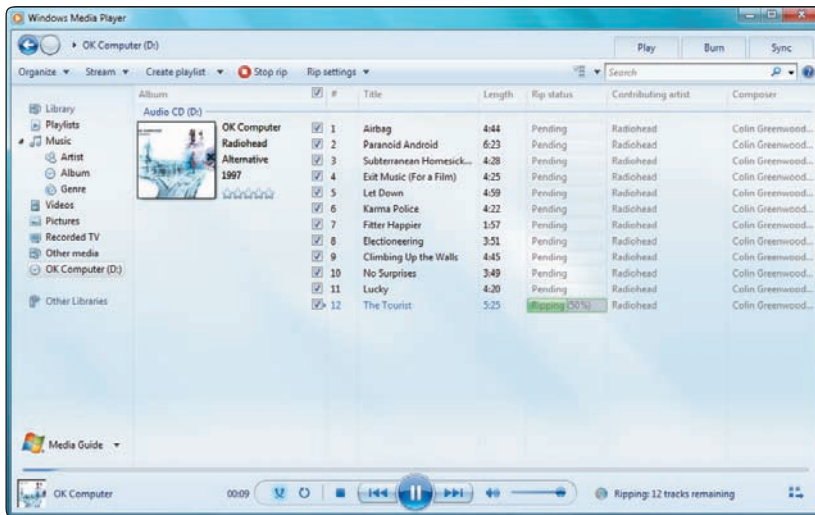 Windows Media Player
OK Computer (D:)
Play Burn Sync
Organize Stream Create playlist Stop rip Rip settings Search
Album # Title Length Rip status Contributing artist Composer
Audio CD (D:)
Library
Playlists
Music
Artist
Album
Genre
Videos
Pictures
Recorded TV
Other media
OK Computer (D:)
Other Libraries
OK Computer
Radiohead
Alternative
1997
1 Airbag 4:44 Pending Radiohead Colin Greenwood...
2 Paranoid Android 6:23 Pending Radiohead Colin Greenwood...
3 Subterranean Homesick... 4:28 Pending Radiohead Colin Greenwood...
4 Exit Music (For a Film) 4:25 Pending Radiohead Colin Greenwood...
5 Let Down 4:59 Pending Radiohead Colin Greenwood...
6 Karma Police 4:22 Pending Radiohead Colin Greenwood...
7 Fitter Happier 1:57 Pending Radiohead Colin Greenwood...
8 Electioneering 3:51 Pending Radiohead Colin Greenwood...
9 Climbing Up the Walls 4:45 Pending Radiohead Colin Greenwood...
10 No Surprises 3:49 Pending Radiohead Colin Greenwood...
11 Lucky 4:20 Pending Radiohead Colin Greenwood...
12 The Tourist 5:25 Ripping (50%) Radiohead Colin Greenwood...
Media Guide
OK Computer 00:09 Ripping: 12 tracks remaining